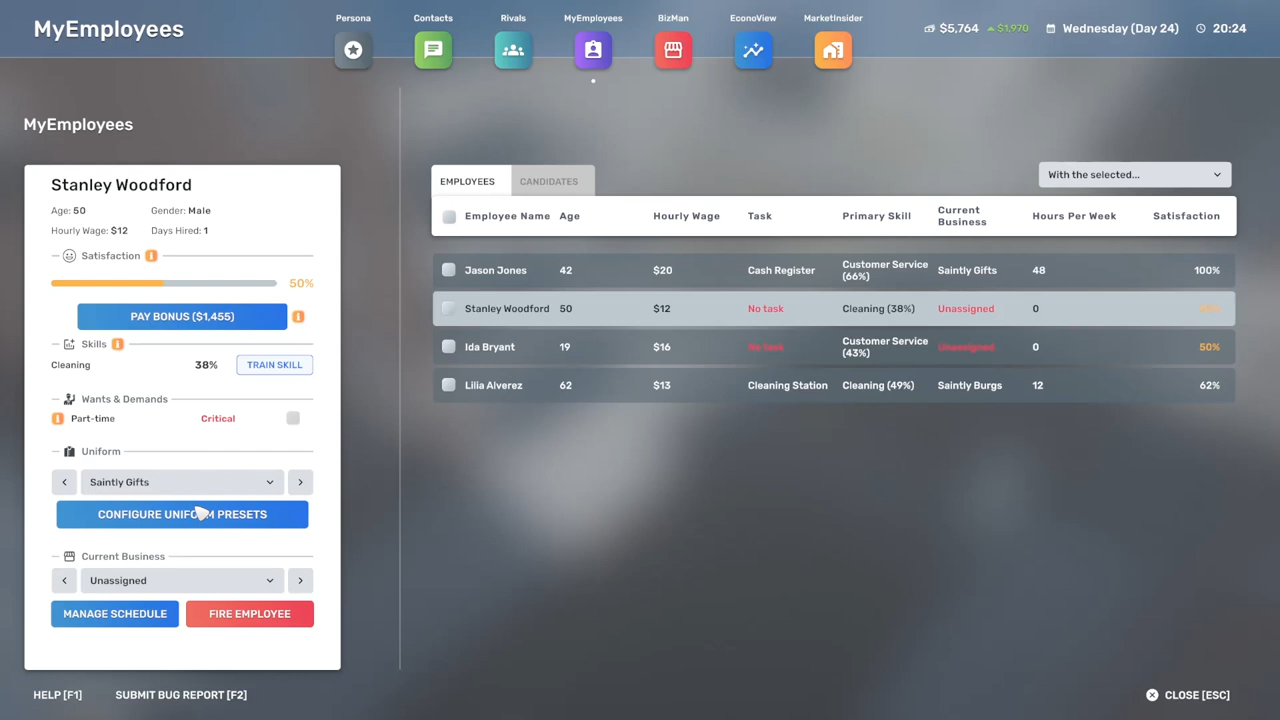 MyEmployees
Persona
Contacts
Rivals
MyEmployees
BizMan
EconoView
MarketInsider
$5,764 $1,970 Wednesday (Day 24) 20:24
MyEmployees
Stanley Woodford
Age: 50 Gender: Male
Hourly Wage: $12 Days Hired: 1
Satisfaction
50%
PAY BONUS ($1,455)
Skills
Cleaning 38% TRAIN SKILL
Wants & Demands
Part-time Critical
Uniform
Saintly Gifts
CONFIGURE UNIFORM PRESETS
Current Business
Unassigned
MANAGE SCHEDULE FIRE EMPLOYEE
EMPLOYEES CANDIDATES
With the selected...
Employee Name Age Hourly Wage Task Primary Skill Current Business Hours Per Week Satisfaction
Jason Jones 42 $20 Cash Register Customer Service (66%) Saintly Gifts 48 100%
Stanley Woodford 50 $12 No task Cleaning (38%) Unassigned 0 50%
Ida Bryant 19 $16 No task Customer Service (43%) Unassigned 0 50%
Lilia Alverez 62 $13 Cleaning Station Cleaning (49%) Saintly Burgs 12 62%
HELP [F1] SUBMIT BUG REPORT [F2]
CLOSE [ESC]